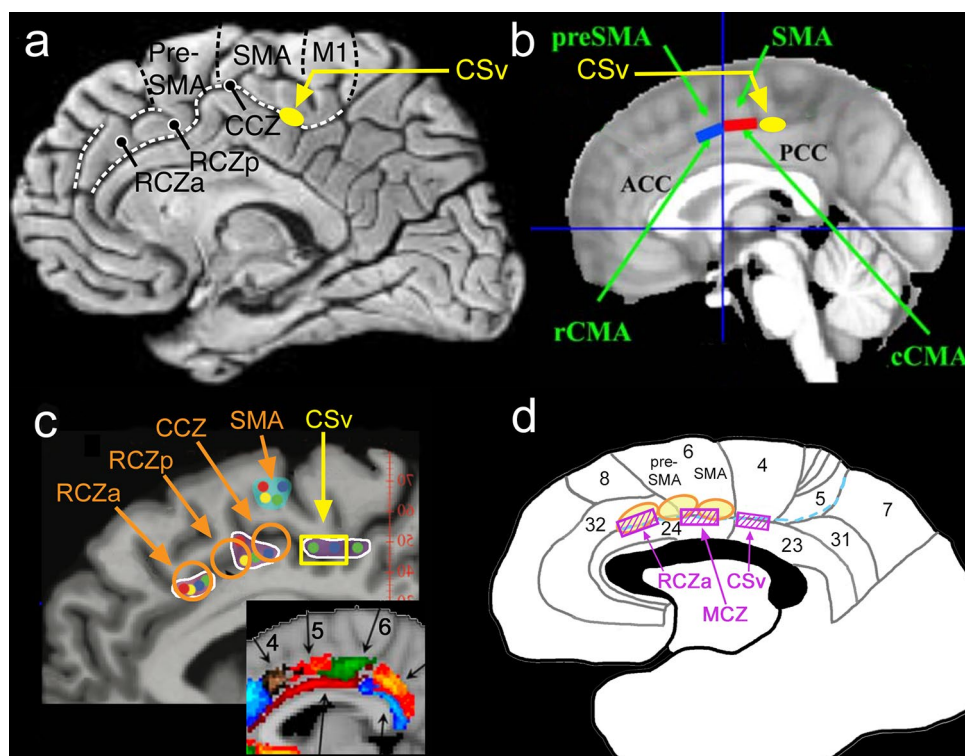 a
Pre-
SMA
SMA
M1
CSv
CCZ
RCZp
RCZa
b
preSMA
SMA
CSv
ACC
PCC
rCMA
cCMA
c
SMA
CSv
CCZ
RCZp
RCZa
70
60
50
40
4
5
6
d
6
pre-
SMA
SMA
4
8
5
7
32
24
23
31
RCZa
CSv
MCZ